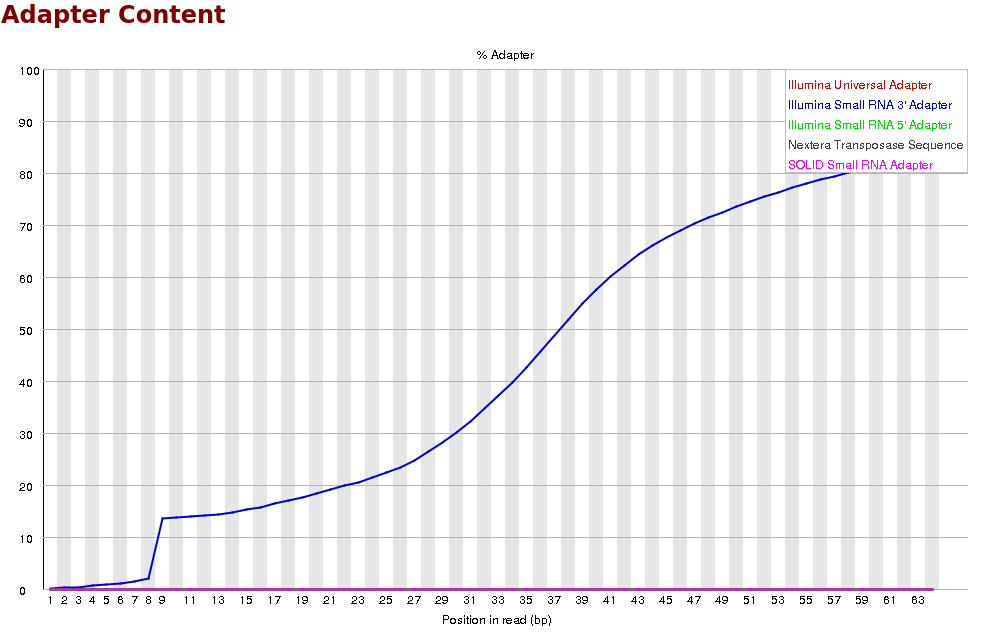 Adapter Content
% Adapter
100
90
80
70
60
50
40
30
20
10
0
Illumina Universal Adapter
Illumina Small RNA 3' Adapter
Illumina Small RNA 5' Adapter
Nextera Transposase Sequence
SOLID Small RNA Adapter
1 2 3 4 5 6 7 8 9 11 13 15 17 19 21 23 25 27 29 31 33 35 37 39 41 43 45 47 49 51 53 55 57 59 61 63
Position in read (bp)